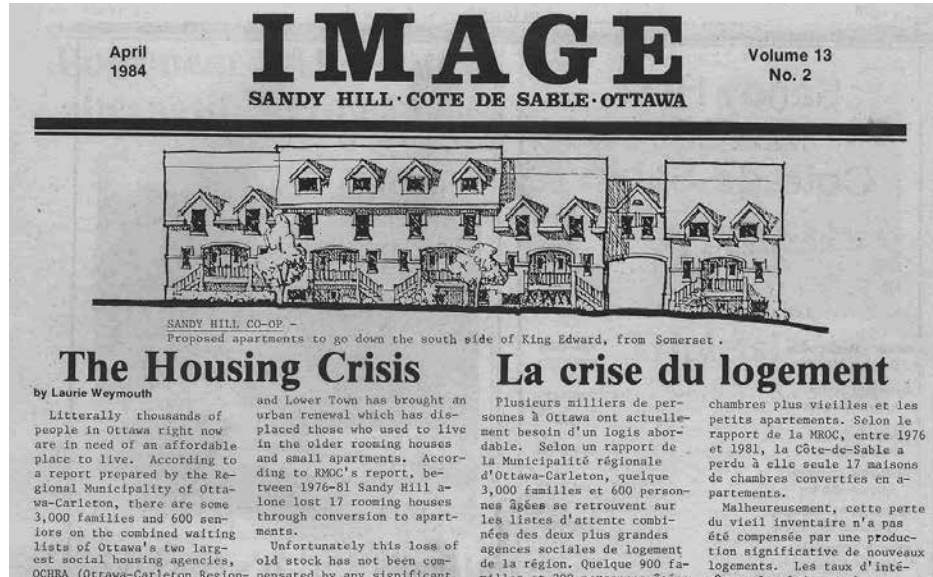 April
1984
IMAGE
SANDY HILL·COTE DE SABLE·OTTAWA
Volume 13
No. 2
SANDY HILL CO-OP -
Proposed apartments to go down the south side of King Edward, from Somerset.
The Housing Crisis
by Laurie Weymouth
Litterally thousands of
people in Ottawa right now
are in need of an affordable
place to live. According to
a report prepared by the Re-
gional Municipality of Otta-
wa-Carleton, there are some
3,000 families and 600 sen-
iors on the combined waiting
lists of Ottawa's two larg-
est social housing agencies,
OCHRA (Ottawa-Carleton Region-
and Lower Town has brought an
urban renewal which has dis-
placed those who used to live
in the older rooming houses
and small apartments. Accor-
ding to RMOC's report, be-
tween 1976-81 Sandy Hill a-
lone lost 17 rooming houses
through conversion to apart-
ments.
Unfortunately this loss of
old stock has not been com-
pensated by any significant
La crise du logement
Plusieurs milliers de per-
sonnes à Ottawa ont actuelle-
ment besoin d'un logis abor-
dable. Selon un rapport de
la Municipalité régionale
d'Ottawa-Carleton, quelque
3,000 familles et 600 person-
nes âgées se retrouvent sur
les listes d'attente combi-
nées des deux plus grandes
agences sociales de logement
de la région. Quelque 900 fa-
chambres plus vieilles et les
petits apartements. Selon le
rapport de la MROC, entre 1976
et 1981, la Côte-de-Sable a
perdu à elle seule 17 maisons
de chambres converties en a-
partements.
Malheureusement, cette perte
du vieil inventaire n'a pas
été compensée par une produc-
tion significative de nouveaux
logements. Les taux d'inté-